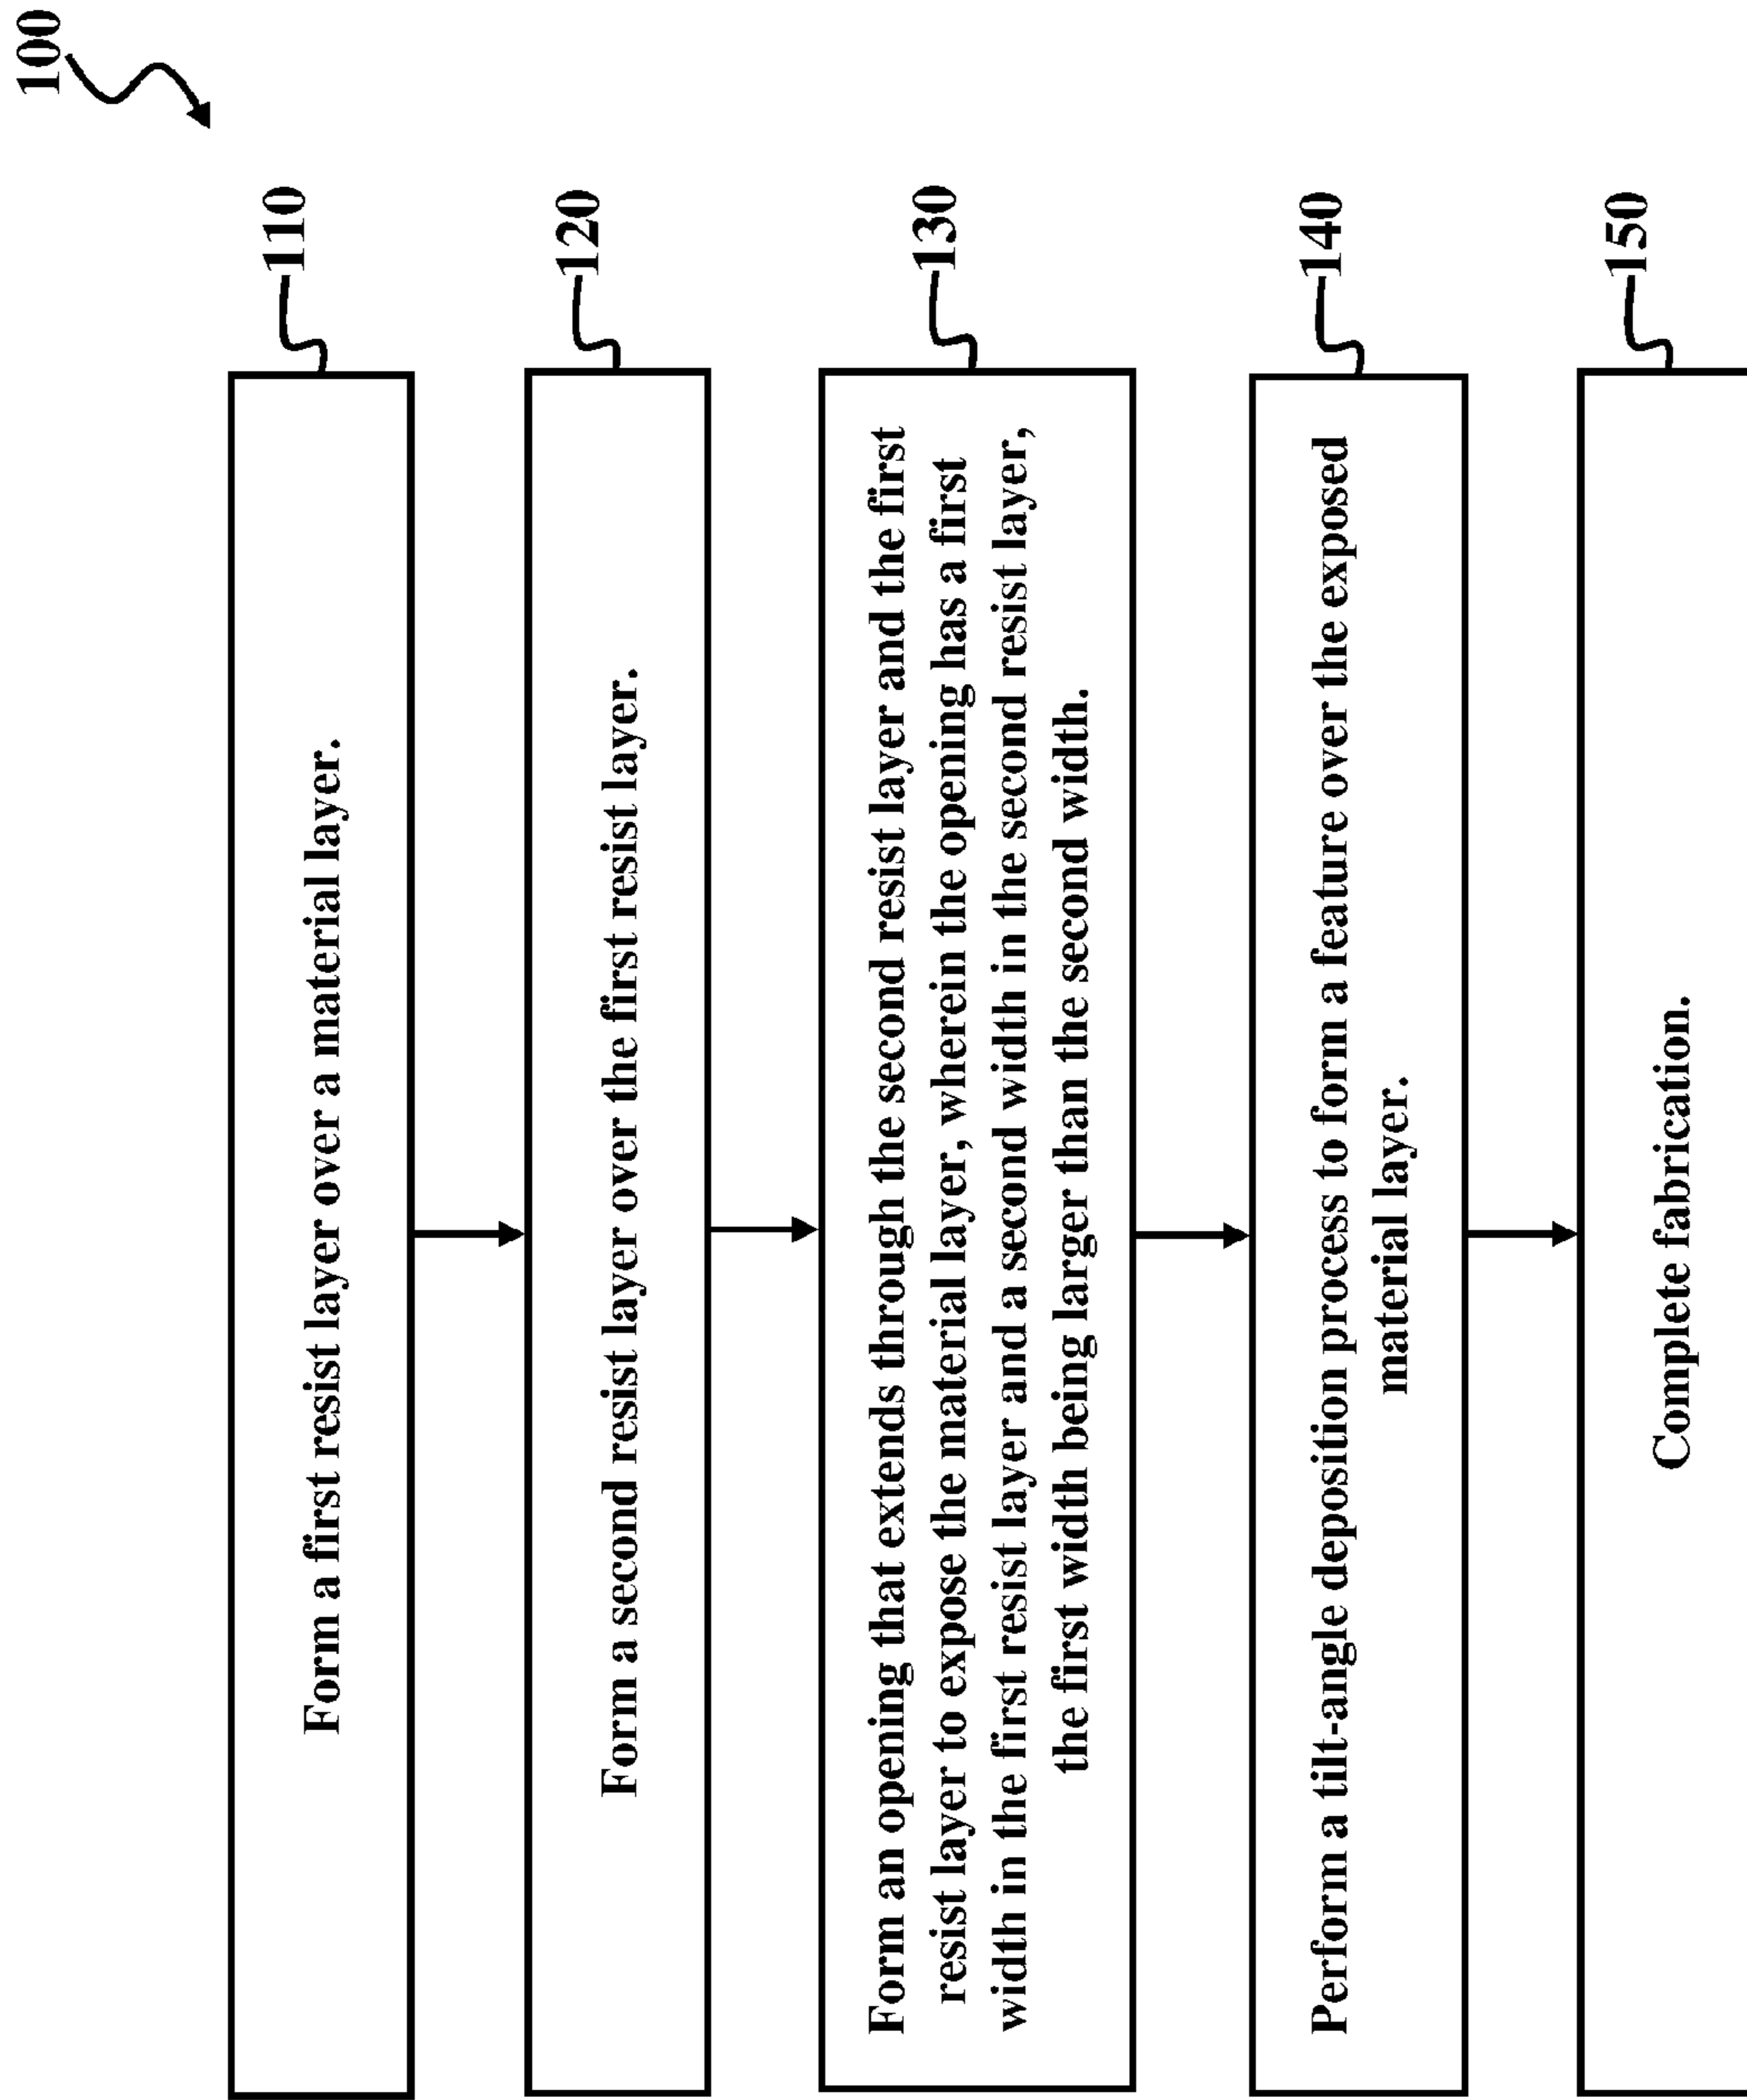 100
110
Form a first resist layer over a material layer.
120
Form a second resist layer over the first resist layer.
130
Form an opening that extends through the second resist layer and the first
resist layer to expose the material layer, wherein the opening has a first
width in the first resist layer and a second width in the second resist layer,
the first width being larger than the second width.
140
Perform a tilt-angle deposition process to form a feature over the exposed
material layer.
150
Complete fabrication.